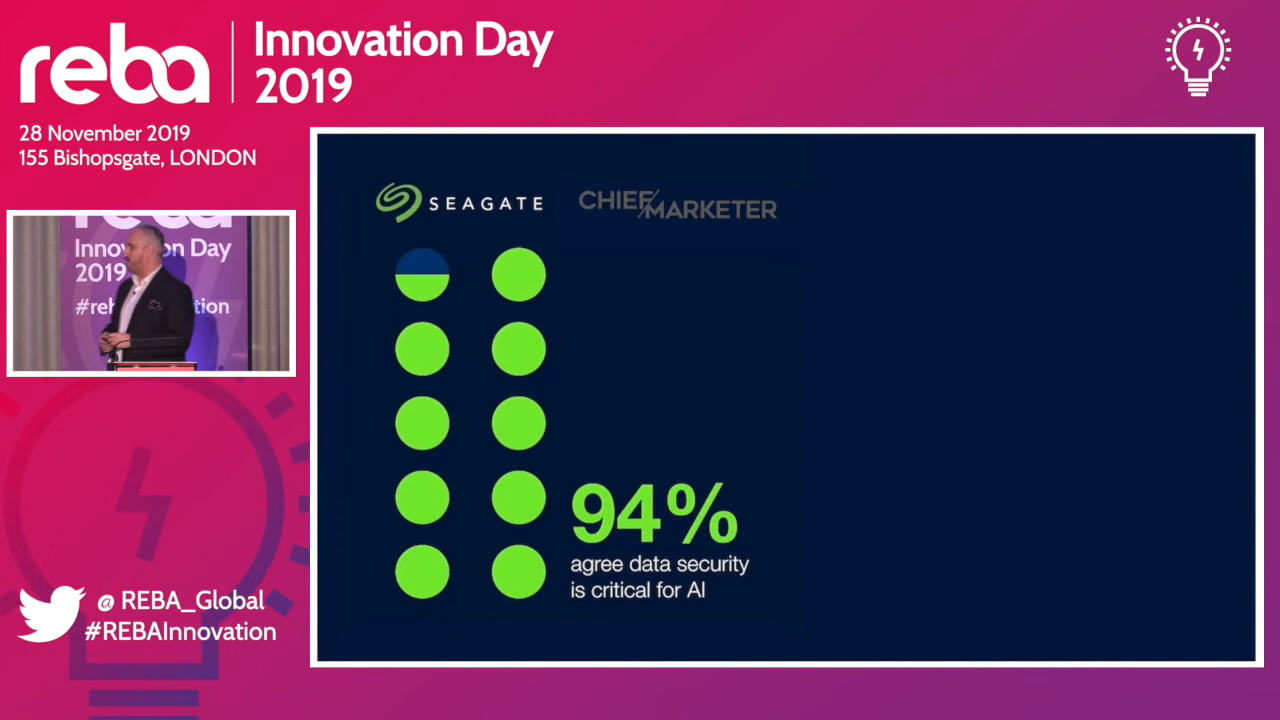 reba
Innovation Day
2019
28 November 2019
155 Bishopsgate, LONDON
Innovation Day
2019
SEAGATE
CHIEF/MARKETER
94%
agree data security
is critical for AI
@ REBA_Global
#REBAInnovation